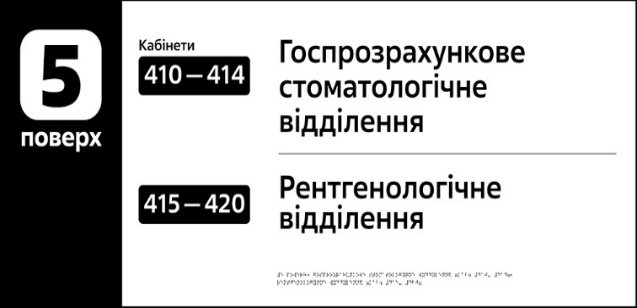 5
поверх
Кабінети
410 – 414
Госпрозрахункове
стоматологічне
відділення
415 – 420
Рентгенологічне
відділення